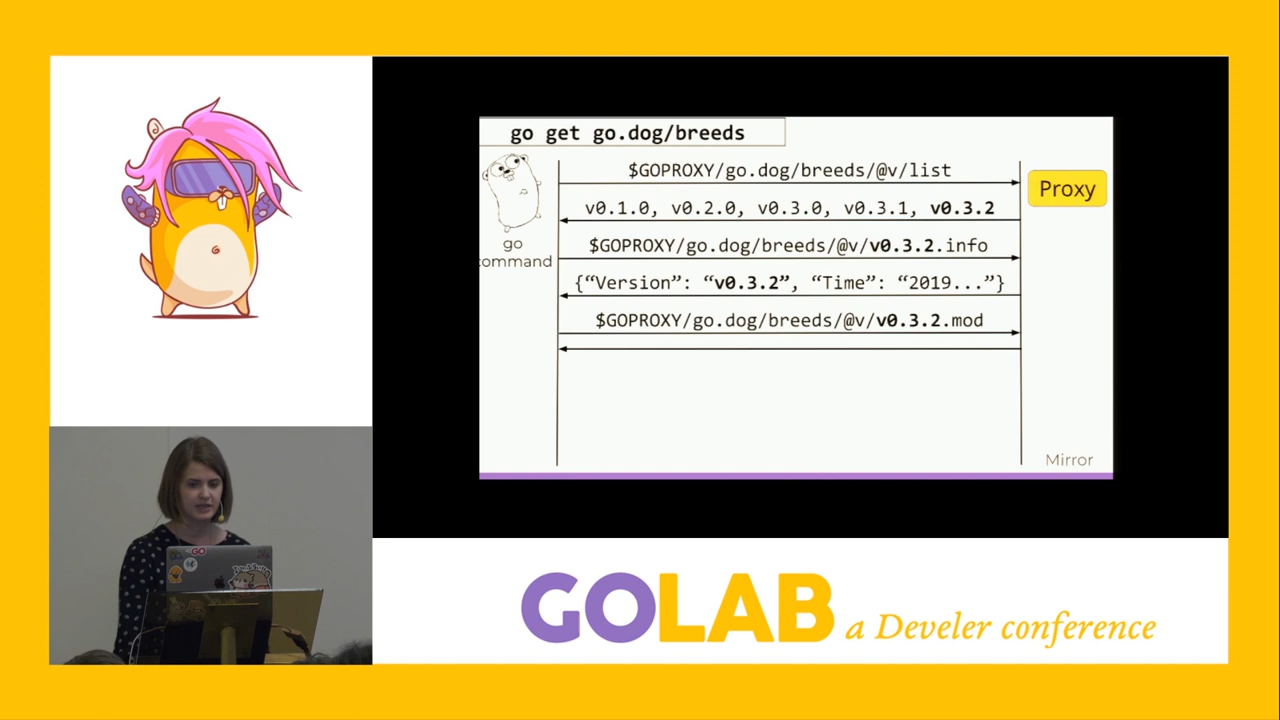 go get go.dog/breeds
$GOPROXY/go.dog/breeds/@v/list
Proxy
v0.1.0, v0.2.0, v0.3.0, v0.3.1, v0.3.2
$GOPROXY/go.dog/breeds/@v/v0.3.2.info
go
ommand
{“Version”: “v0.3.2”, “Time”: “2019...”}
$GOPROXY/go.dog/breeds/@v/v0.3.2.mod
Mirror
GO
GOLAB a Develer conference